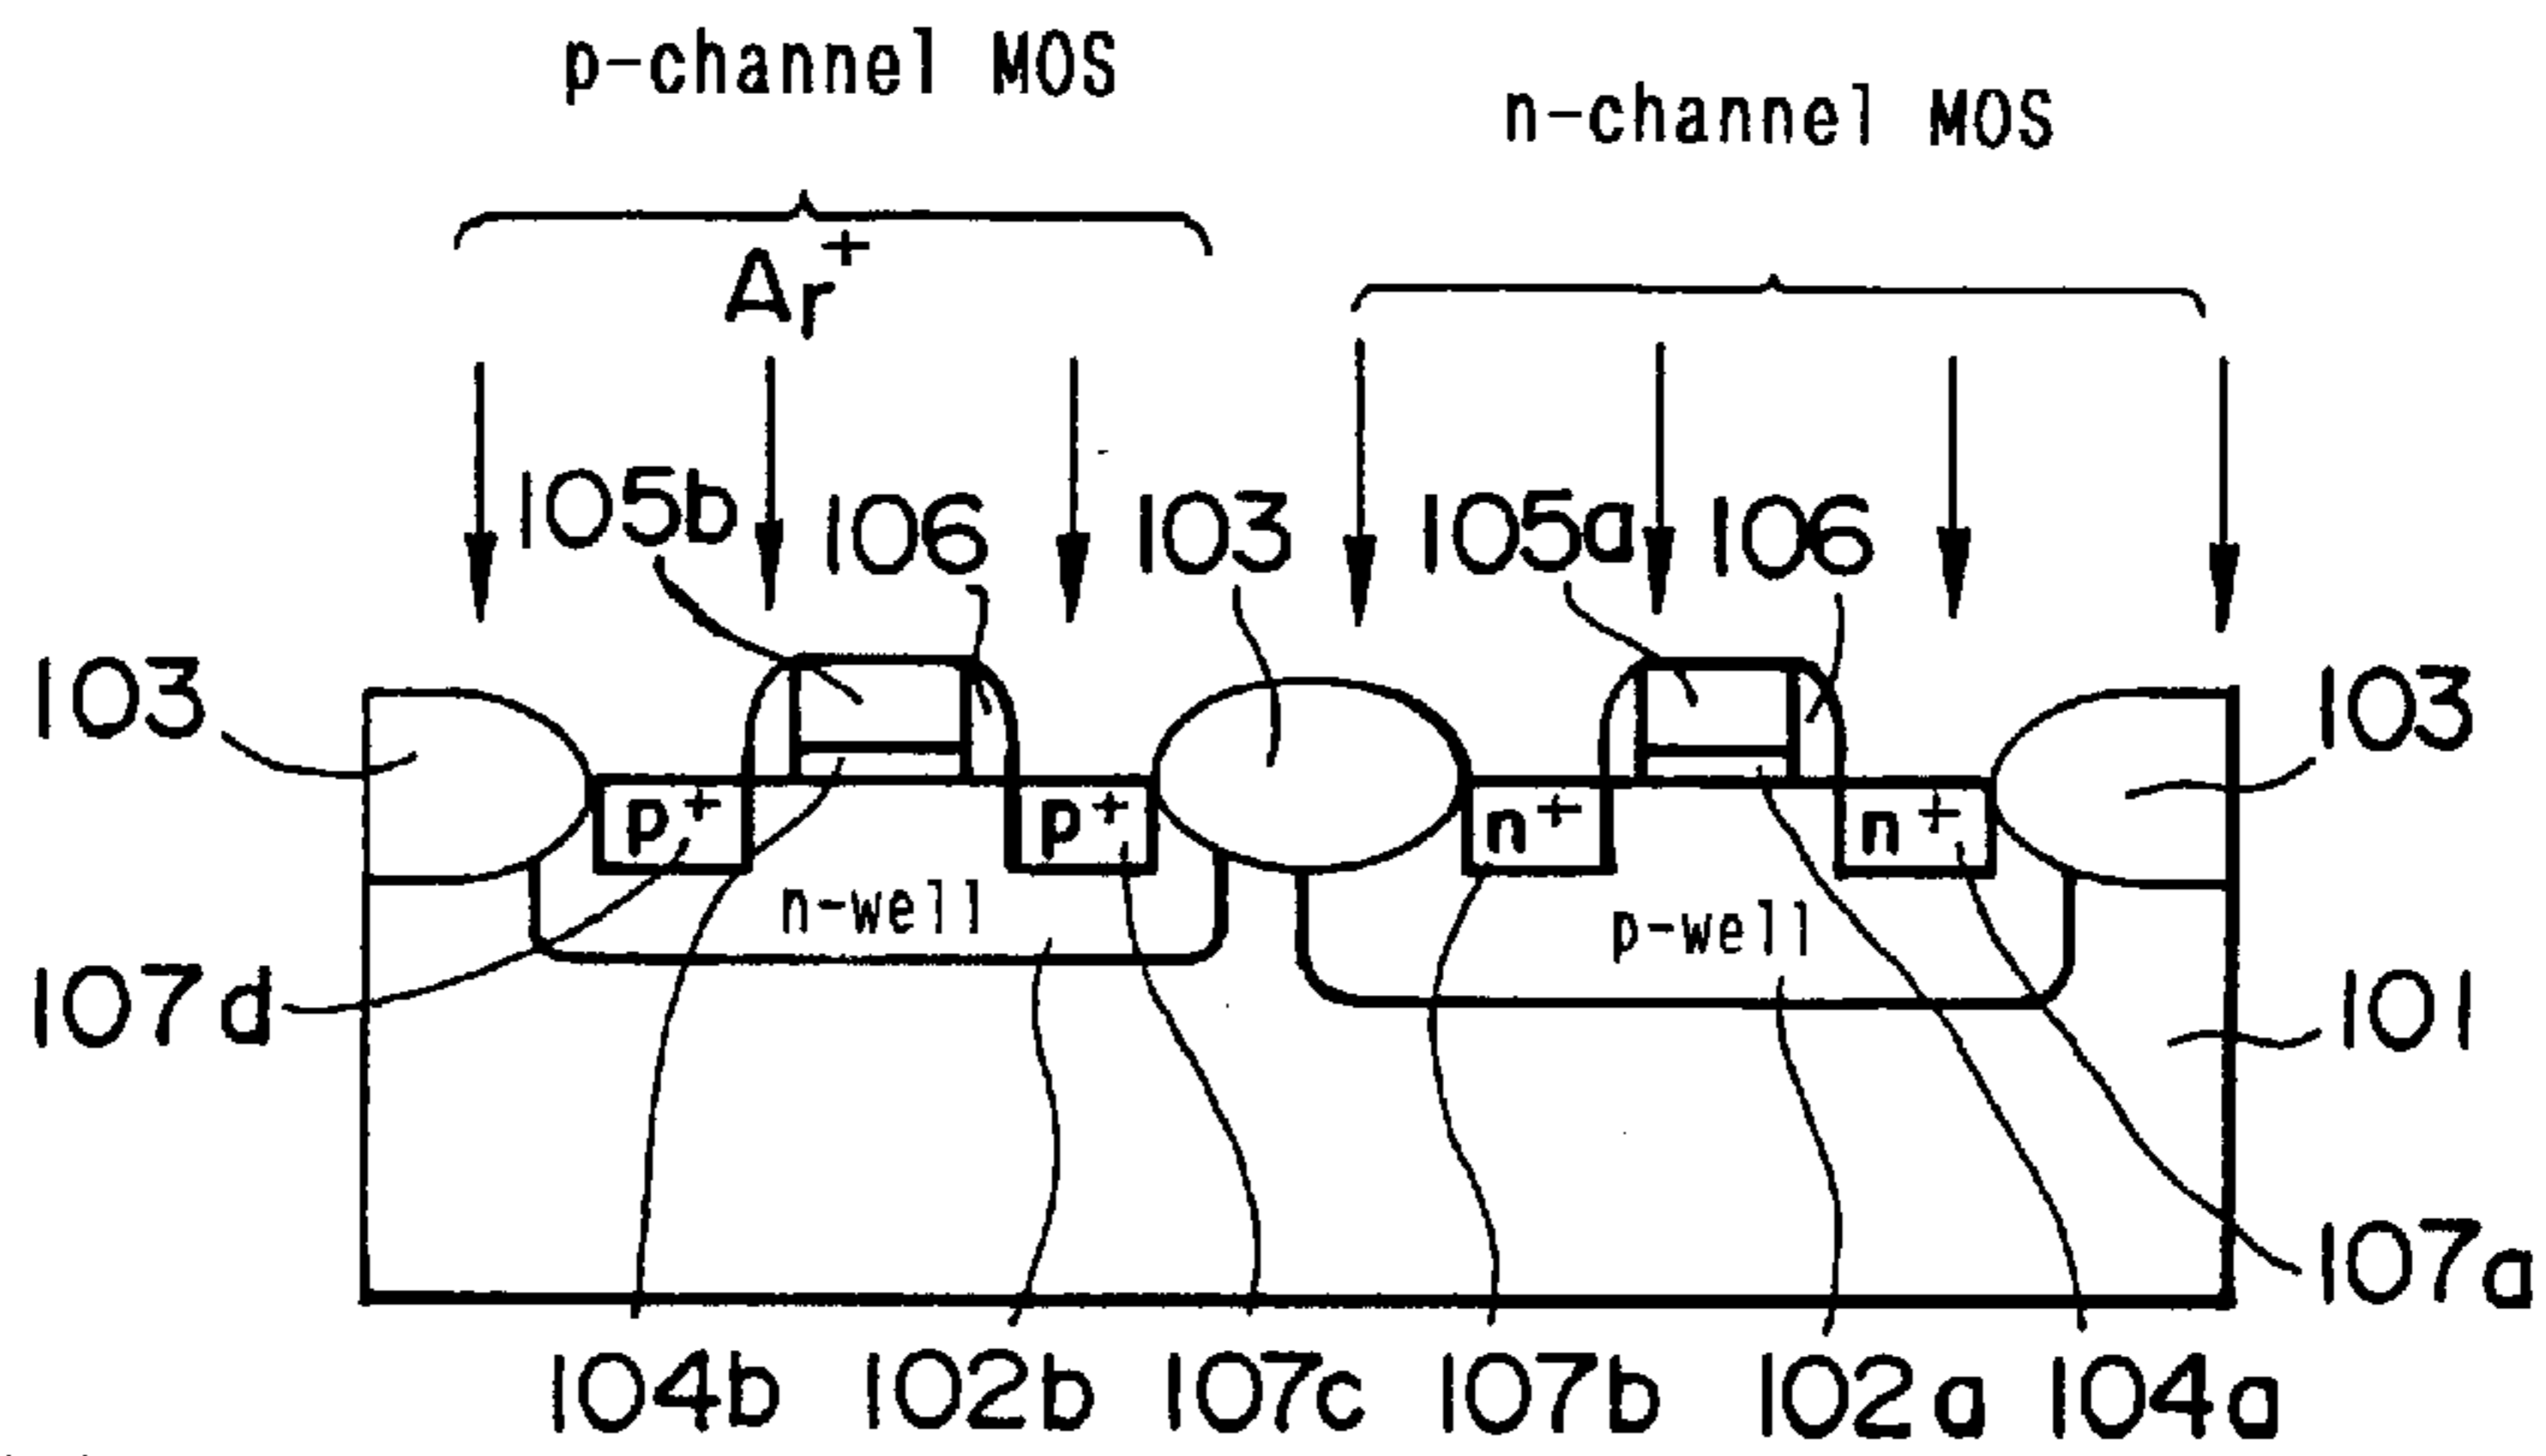 p-channel MOS
n-channel MOS
Ar+
105b 106 103 105a 106
103 103
p+ p+ n+ n+
n-well p-well
107d 101
107a
104b 102b 107c 107b 102a 104a